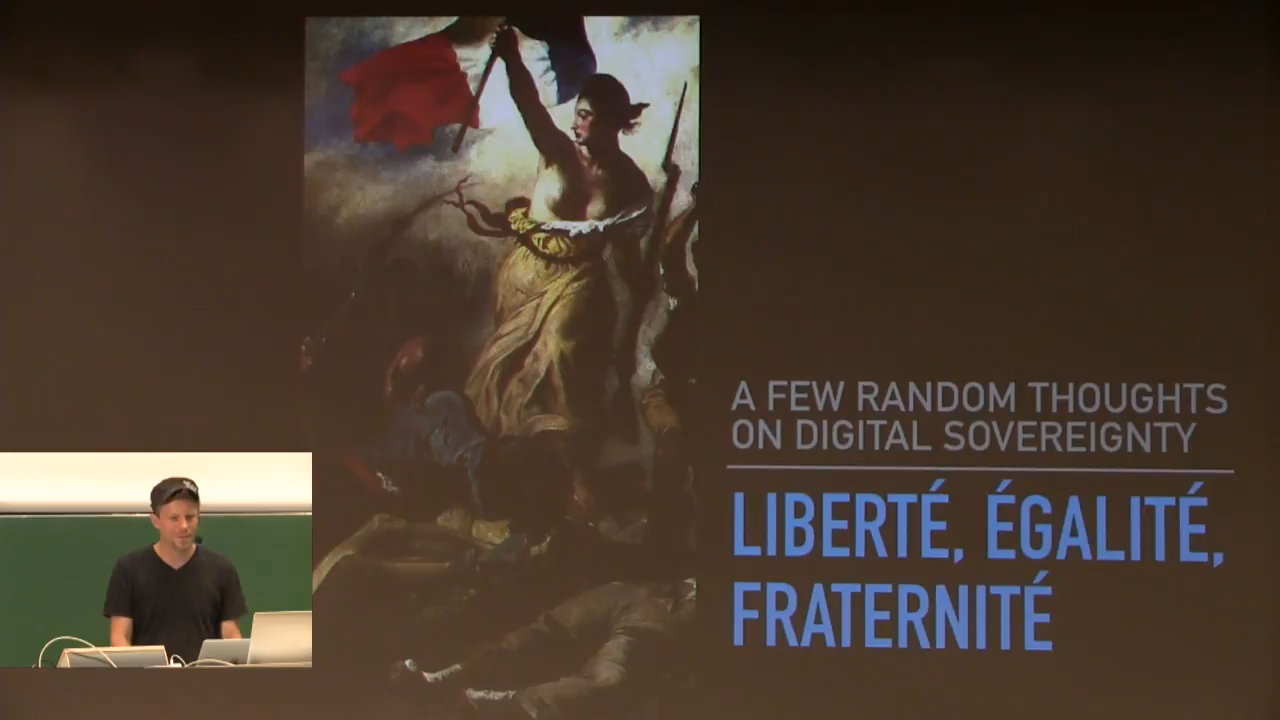 A FEW RANDOM THOUGHTS
ON DIGITAL SOVEREIGNTY
LIBERTÉ, ÉGALITÉ,
FRATERNITÉ